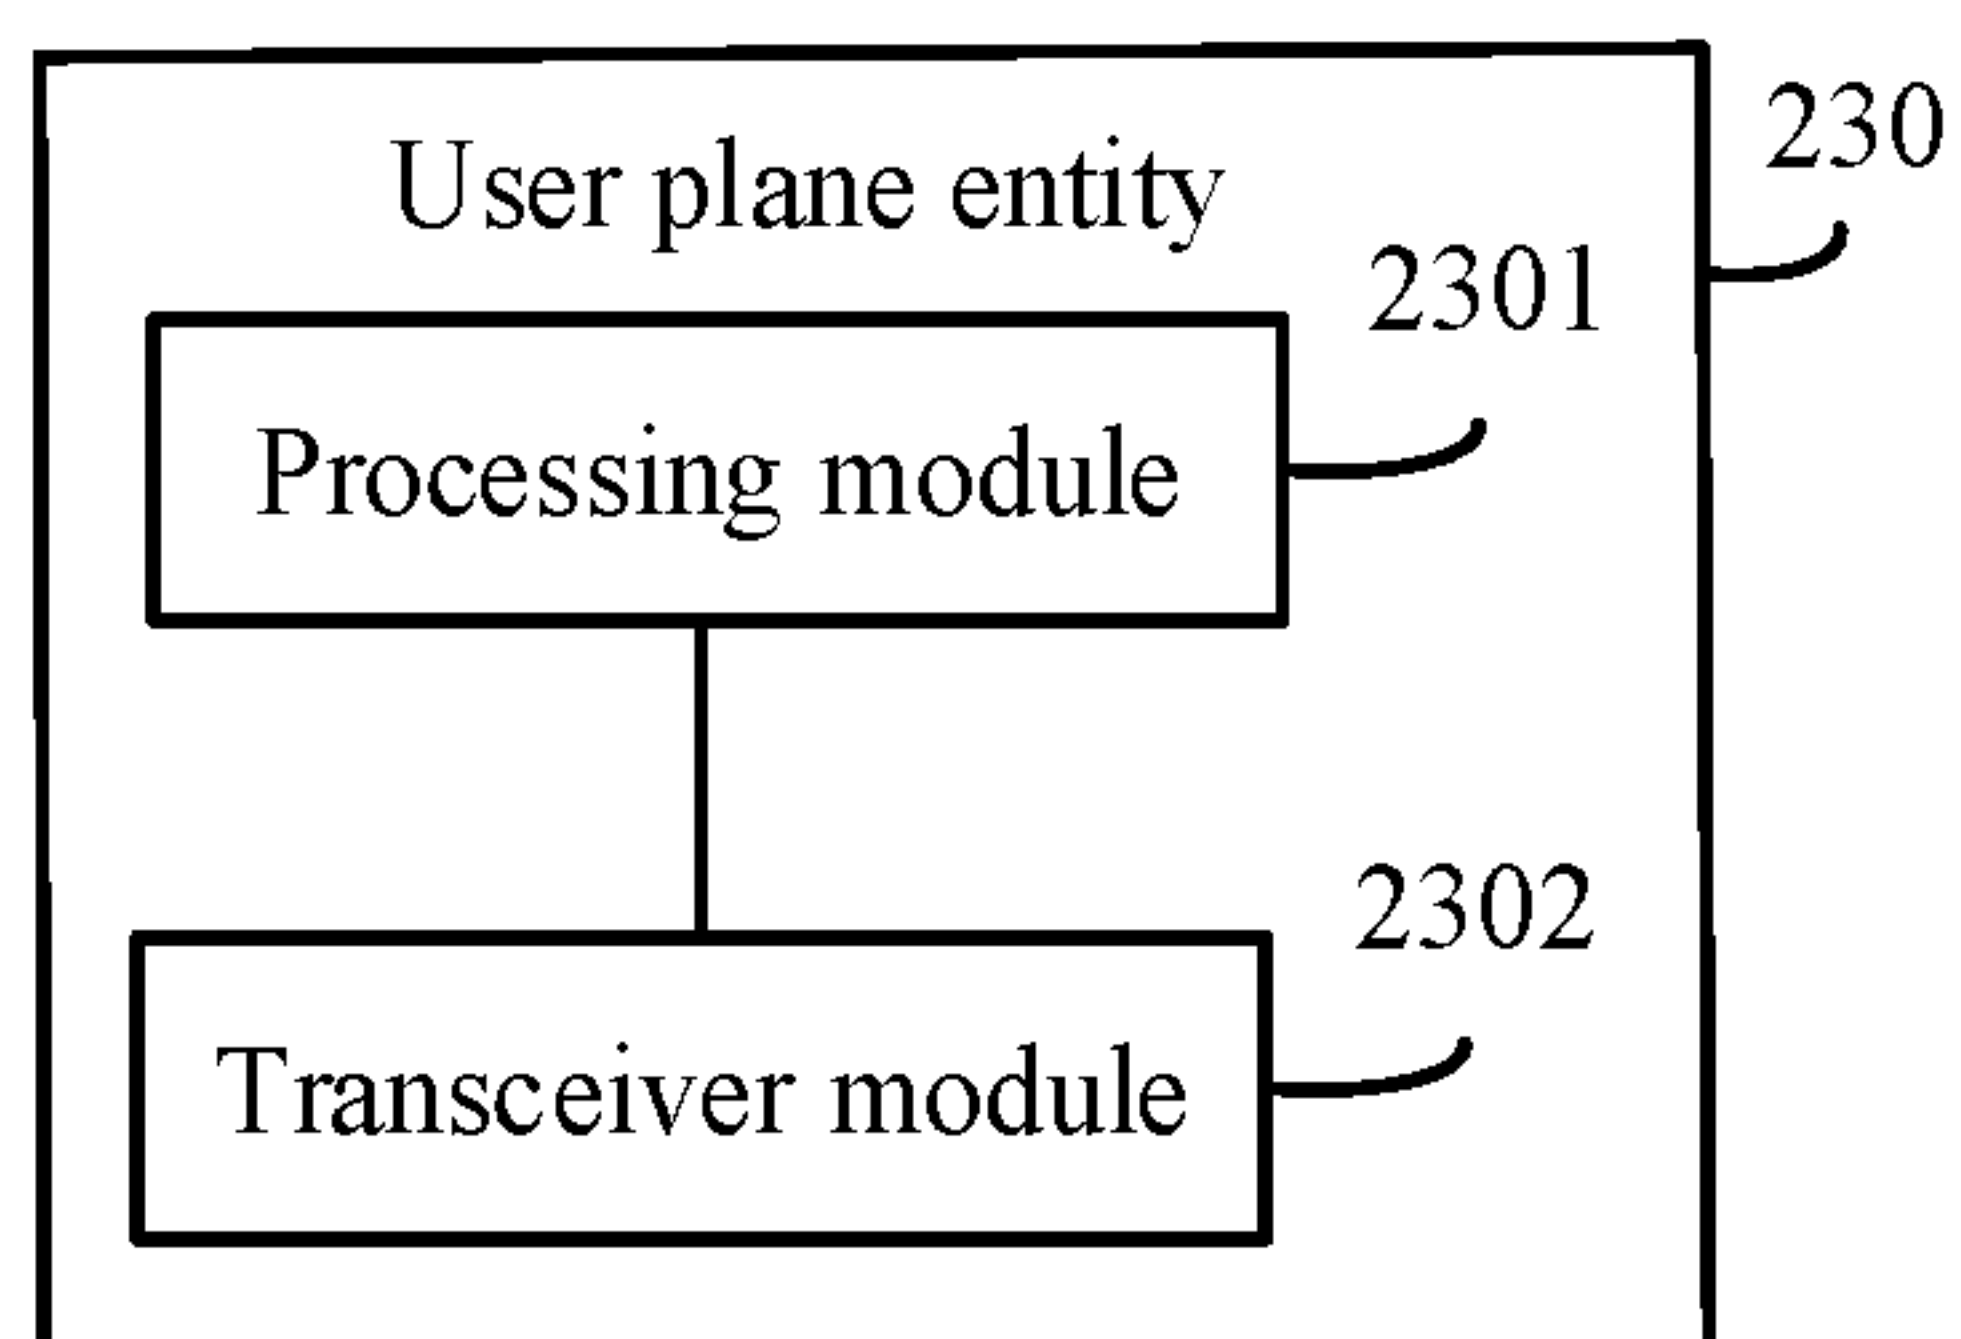 230
User plane entity
2301
Processing module
2302
Transceiver module